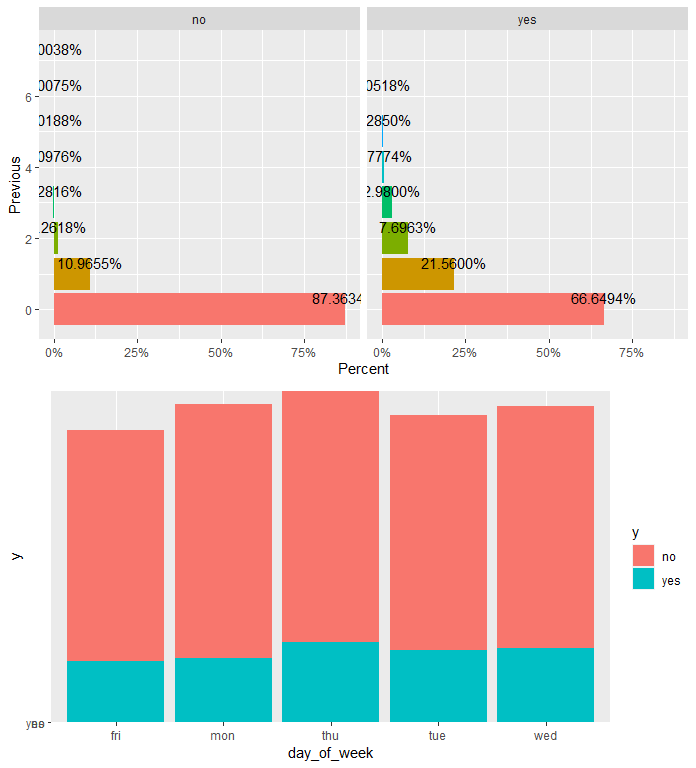 no yes
0038% 0518%
6 0075% 2850%
0188% 7774%
4 0976% 2.9800%
2816% 7.6963%
2 .2618% 21.5600%
10.9655% 66.6494%
0 87.3634
0% 25% 50% 75% 0% 25% 50% 75%
Previous
Percent
y
y
no
yes
fri mon thu tue wed
day_of_week